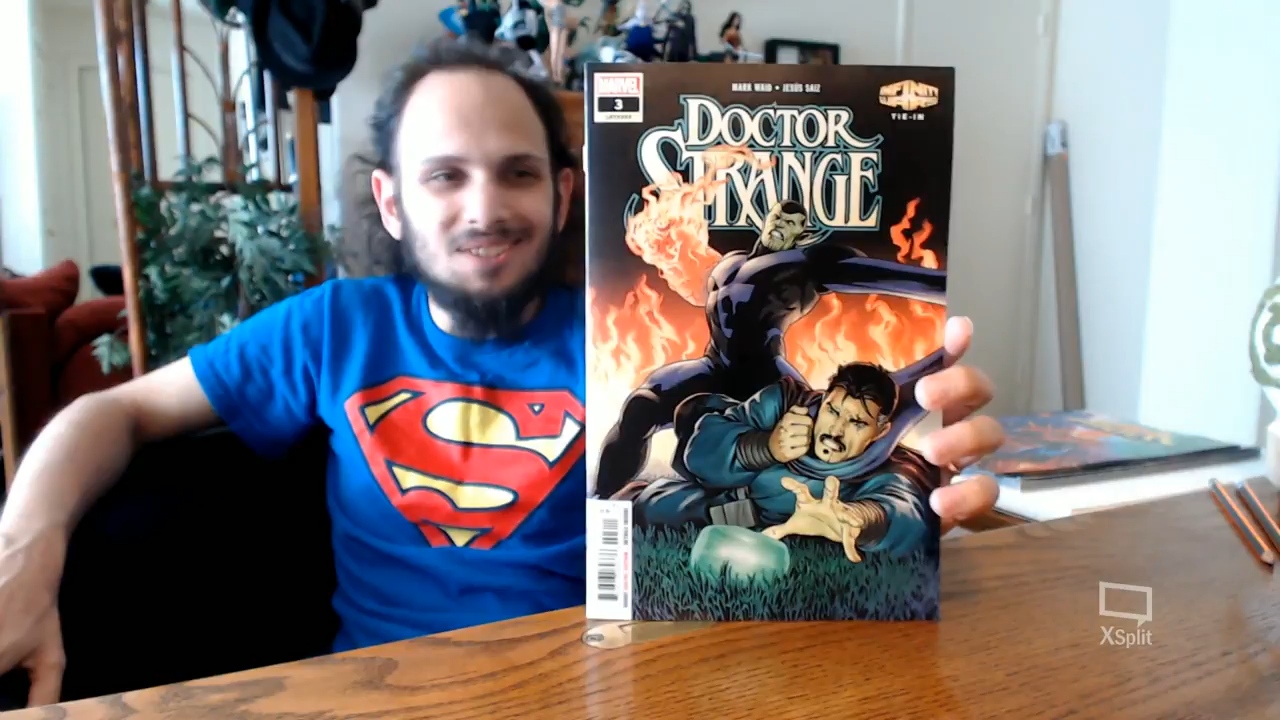 MARVEL
3
MARK WAID • JESÚS SAIZ
INFINITY
WARS
TIE-IN
DOCTOR
STRANGE
S
XSplit